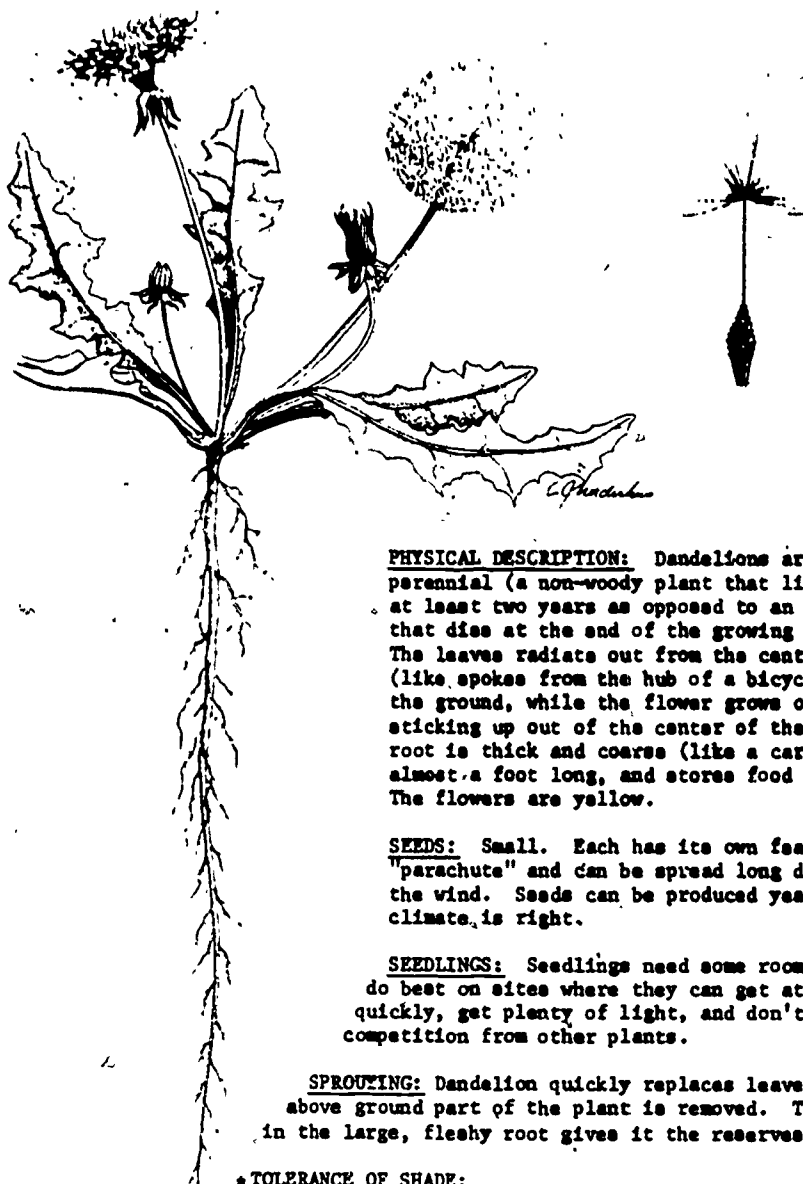 PHYSICAL DESCRIPTION: Dandelions ar
perennial (a non-woody plant that li
at least two years as opposed to an
that dies at the end of the growing
The leaves radiate out from the cent
(like spokes from the hub of a bicyc
the ground, while the flower grows o
sticking up out of the center of the
root is thick and coarse (like a car
almost a foot long, and stores food
The flowers are yellow.
SEEDS: Small. Each has its own fea
"parachute" and can be spread long d
the wind. Seeds can be produced yea
climate is right.
SEEDLINGS: Seedlings need some room
do best on sites where they can get at
quickly, get plenty of light, and don't
competition from other plants.
SPROUTING: Dandelion quickly replaces leave
above ground part of the plant is removed. T
in the large, fleshy root gives it the reserves
*TOLERANCE OF SHADE: